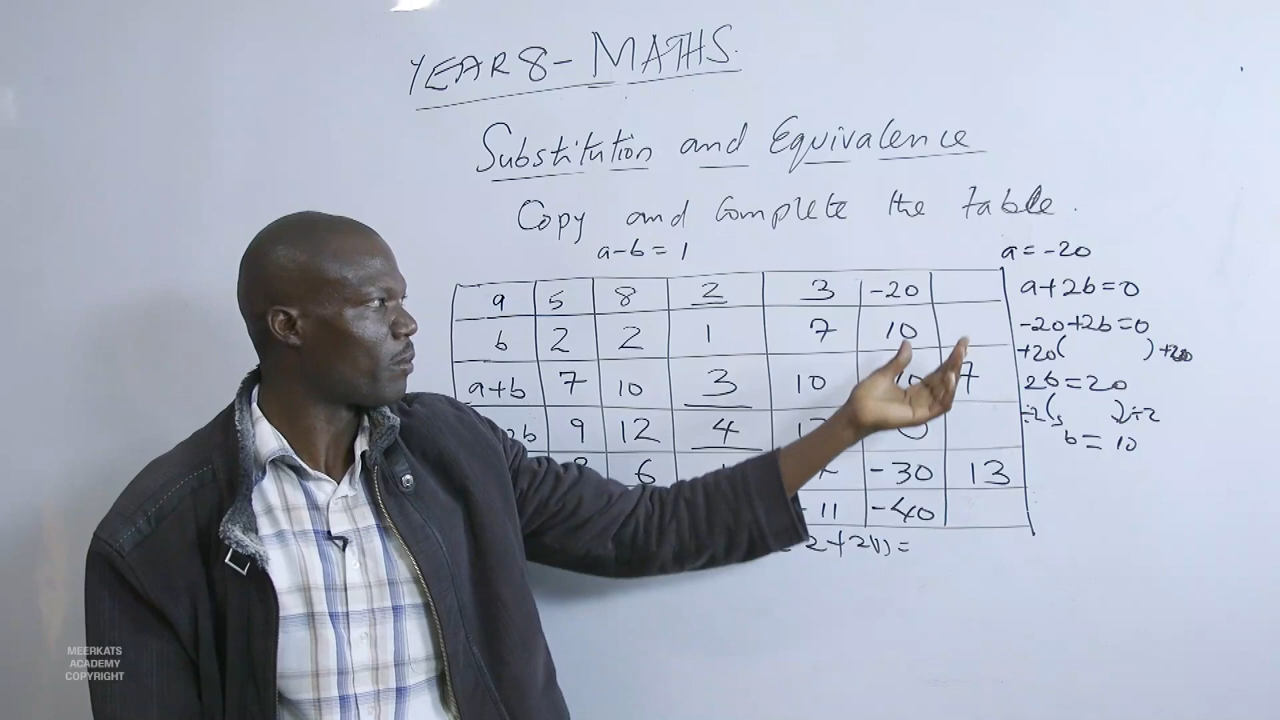 YEAR 8 - MATHS.
Substitution and Equivalence
Copy and complete the table.
a-b = 1
a = -20
a 5 8 2 3 -20
b 2 2 1 7 10
a+b 7 10 3 10 7
2b 9 12 4
6 -30 13
-11 -40
a+2b=0
-20+2b=0
+20( )+20
2b=20
÷2( )÷2
b = 10
MEERKATS
ACADEMY
COPYRIGHT